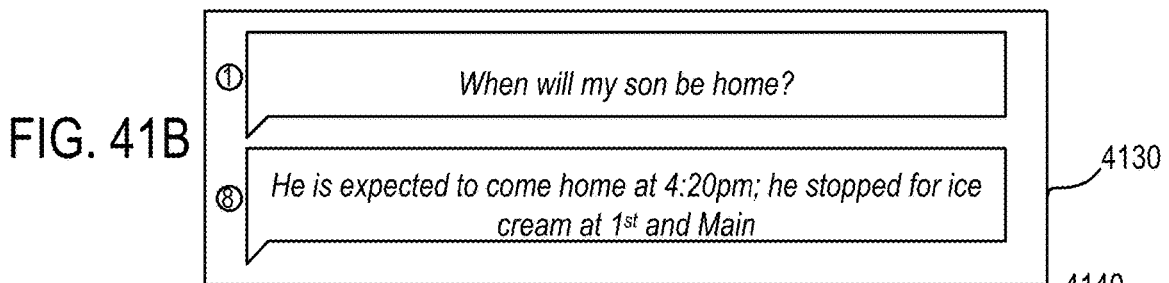 ① When will my son be home?
FIG. 41B
4130
⑧ He is expected to come home at 4:20pm; he stopped for ice
cream at 1st and Main
4140